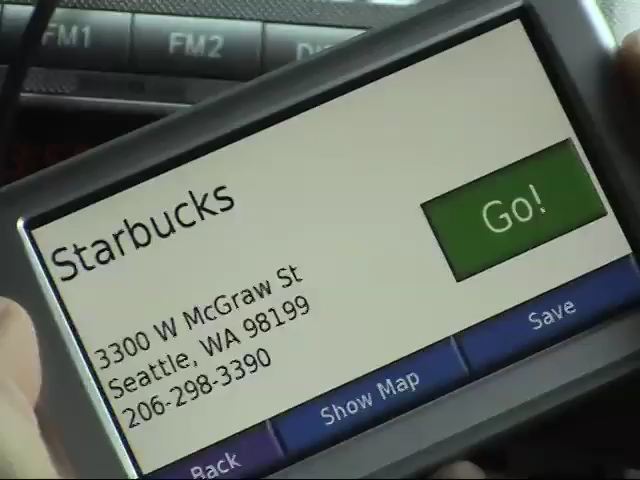 FM1
FM2
Starbucks
Go!
3300 W McGraw St
Seattle, WA 98199
206-298-3390
Back
Show Map
Save